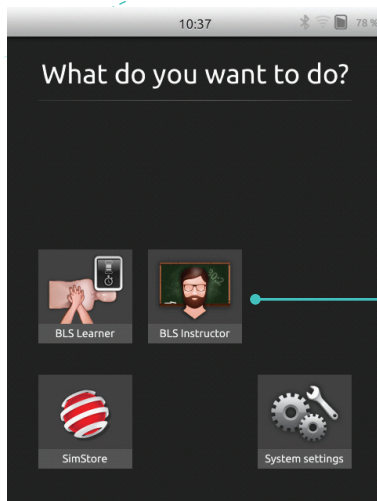 10:37
78 %
What do you want to do?
BLS Learner
BLS Instructor
SimStore
System settings